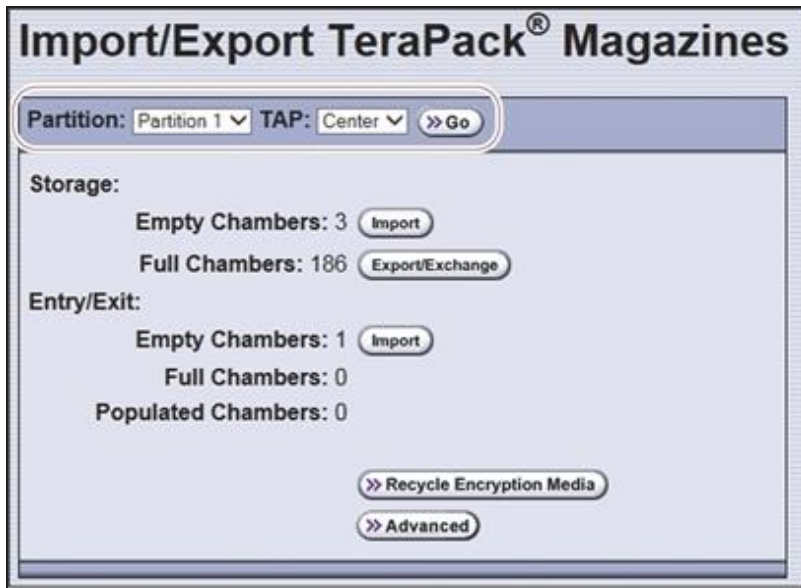 Import/Export TeraPack® Magazines
Partition: Partition 1 TAP: Center >> Go
Storage:
Empty Chambers: 3 Import
Full Chambers: 186 Export/Exchange
Entry/Exit:
Empty Chambers: 1 Import
Full Chambers: 0
Populated Chambers: 0
>> Recycle Encryption Media
>> Advanced